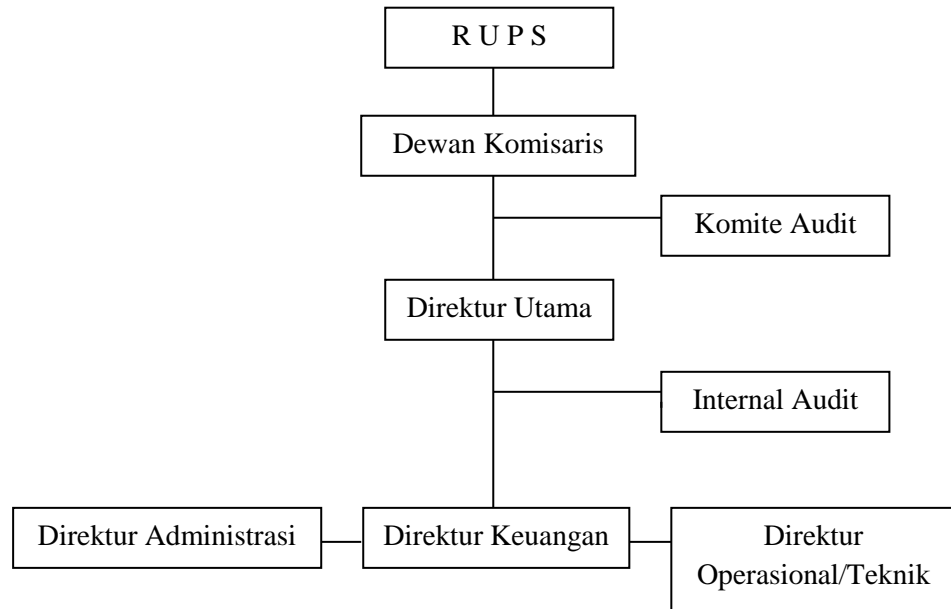 R U P S
Dewan Komisaris
Komite Audit
Direktur Utama
Internal Audit
Direktur Administrasi
Direktur Keuangan
Direktur
Operasional/Teknik